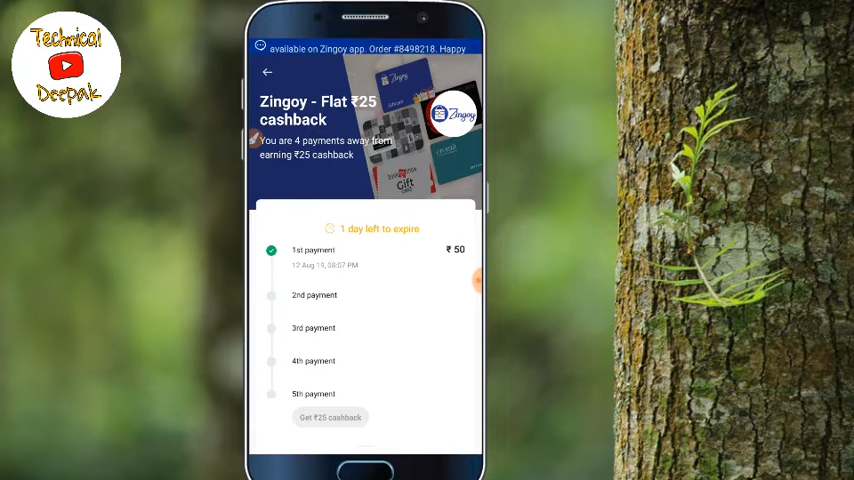 Technical
Deepak
available on Zingoy app. Order #8498218. Happy
Zingoy - Flat ₹25
cashback
Zingoy
Zingoy
You are 4 payments away from
earning ₹25 cashback
Gift
1 day left to expire
1st payment ₹ 50
12 Aug 19, 08:07 PM
2nd payment
3rd payment
4th payment
5th payment
Get ₹25 cashback